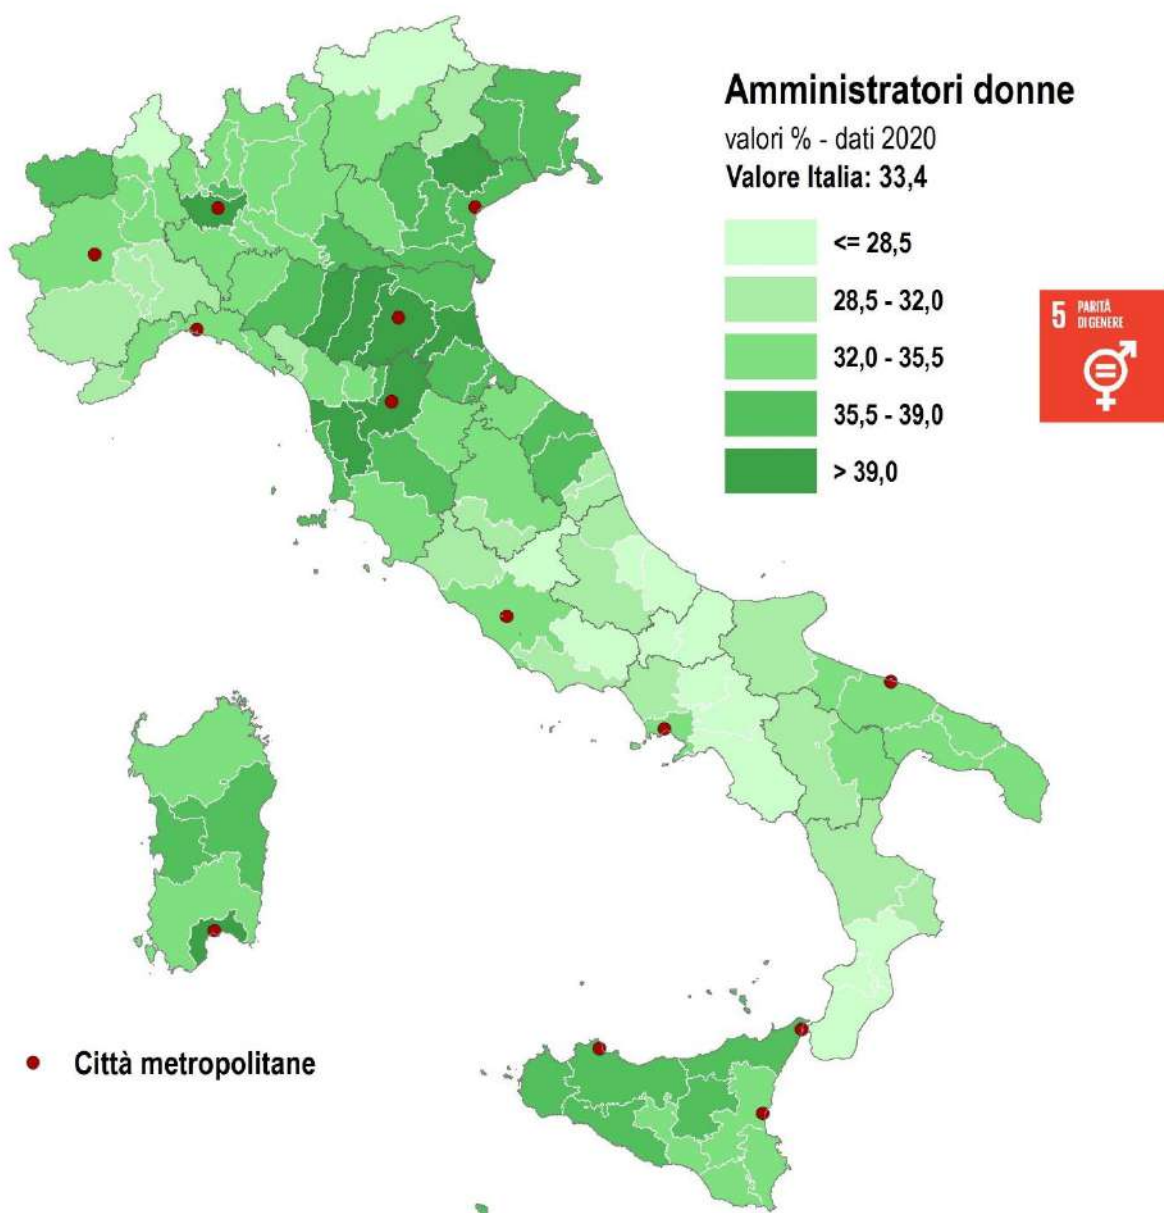 Amministratori donne
valori % - dati 2020
Valore Italia: 33,4
<= 28,5
28,5 - 32,0
32,0 - 35,5
35,5 - 39,0
> 39,0
5 PARITÀ
DI GENERE
Città metropolitane